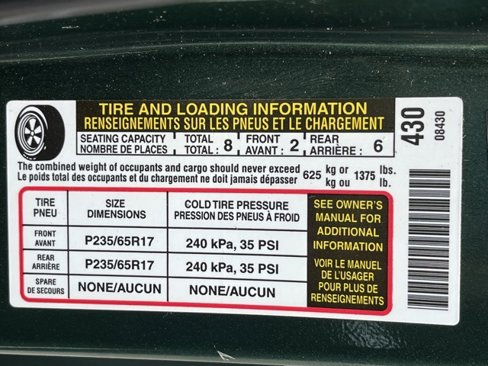 TIRE AND LOADING INFORMATION
RENSEIGNEMENTS SUR LES PNEUS ET LE CHARGEMENT
SEATING CAPACITY TOTAL FRONT REAR
NOMBRE DE PLACES TOTAL : 8 AVANT : 2 ARRIÈRE : 6
The combined weight of occupants and cargo should never exceed 625 kg or 1375 lbs.
Le poids total des occupants et du chargement ne doit jamais dépasser kg ou lb.
TIRE SIZE COLD TIRE PRESSURE
PNEU DIMENSIONS PRESSION DES PNEUS À FROID
FRONT
AVANT P235/65R17 240 kPa, 35 PSI
REAR
ARRIÈRE P235/65R17 240 kPa, 35 PSI
SPARE
DE SECOURS NONE/AUCUN NONE/AUCUN
SEE OWNER'S
MANUAL FOR
ADDITIONAL
INFORMATION
VOIR LE MANUEL
DE L'USAGER
POUR PLUS DE
RENSEIGNEMENTS
430
08430